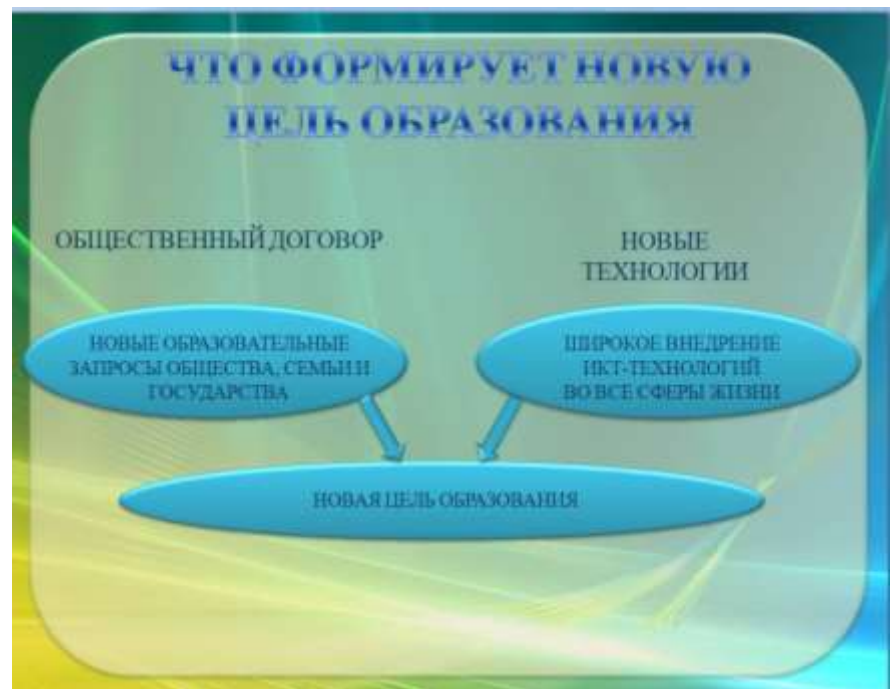 ЧТО ФОРМИРУЕТ НОВУЮ
ЦЕЛЬ ОБРАЗОВАНИЯ
ОБЩЕСТВЕННЫЙ ДОГОВОР
НОВЫЕ
ТЕХНОЛОГИИ
НОВЫЕ ОБРАЗОВАТЕЛЬНЫЕ
ЗАПРОСЫ ОБЩЕСТВА, СЕМЬИ И
ГОСУДАРСТВА
ШИРОКОЕ ВНЕДРЕНИЕ
ИКТ-ТЕХНОЛОГИЙ
ВО ВСЕ СФЕРЫ ЖИЗНИ
НОВАЯ ЦЕЛЬ ОБРАЗОВАНИЯ